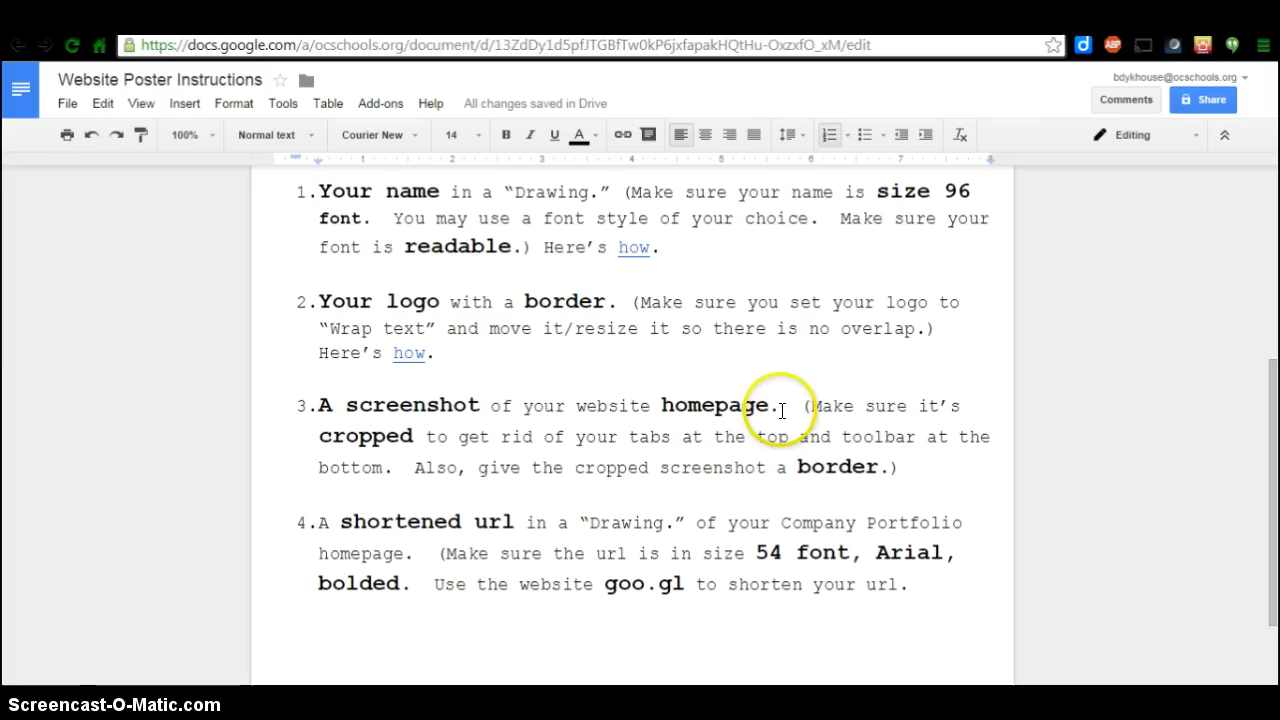 https://docs.google.com/a/ocschools.org/document/d/13ZdDy1d5pfJTGBfTw0kP6jxfapakHQtHu-OxzxfO_xM/edit
Website Poster Instructions
bdykhouse@ocschools.org
File Edit View Insert Format Tools Table Add-ons Help All changes saved in Drive
Comments Share
100% Normal text Courier New 14 B I U A Editing
1 2 3 4 5 6 7
1. Your name in a “Drawing.” (Make sure your name is size 96
font. You may use a font style of your choice. Make sure your
font is readable.) Here’s how.
2. Your logo with a border. (Make sure you set your logo to
“Wrap text” and move it/resize it so there is no overlap.)
Here’s how.
3. A screenshot of your website homepage. (Make sure it’s
cropped to get rid of your tabs at the top and toolbar at the
bottom. Also, give the cropped screenshot a border.)
4. A shortened url in a “Drawing.” of your Company Portfolio
homepage. (Make sure the url is in size 54 font, Arial,
bolded. Use the website goo.gl to shorten your url.
Screencast-O-Matic.com